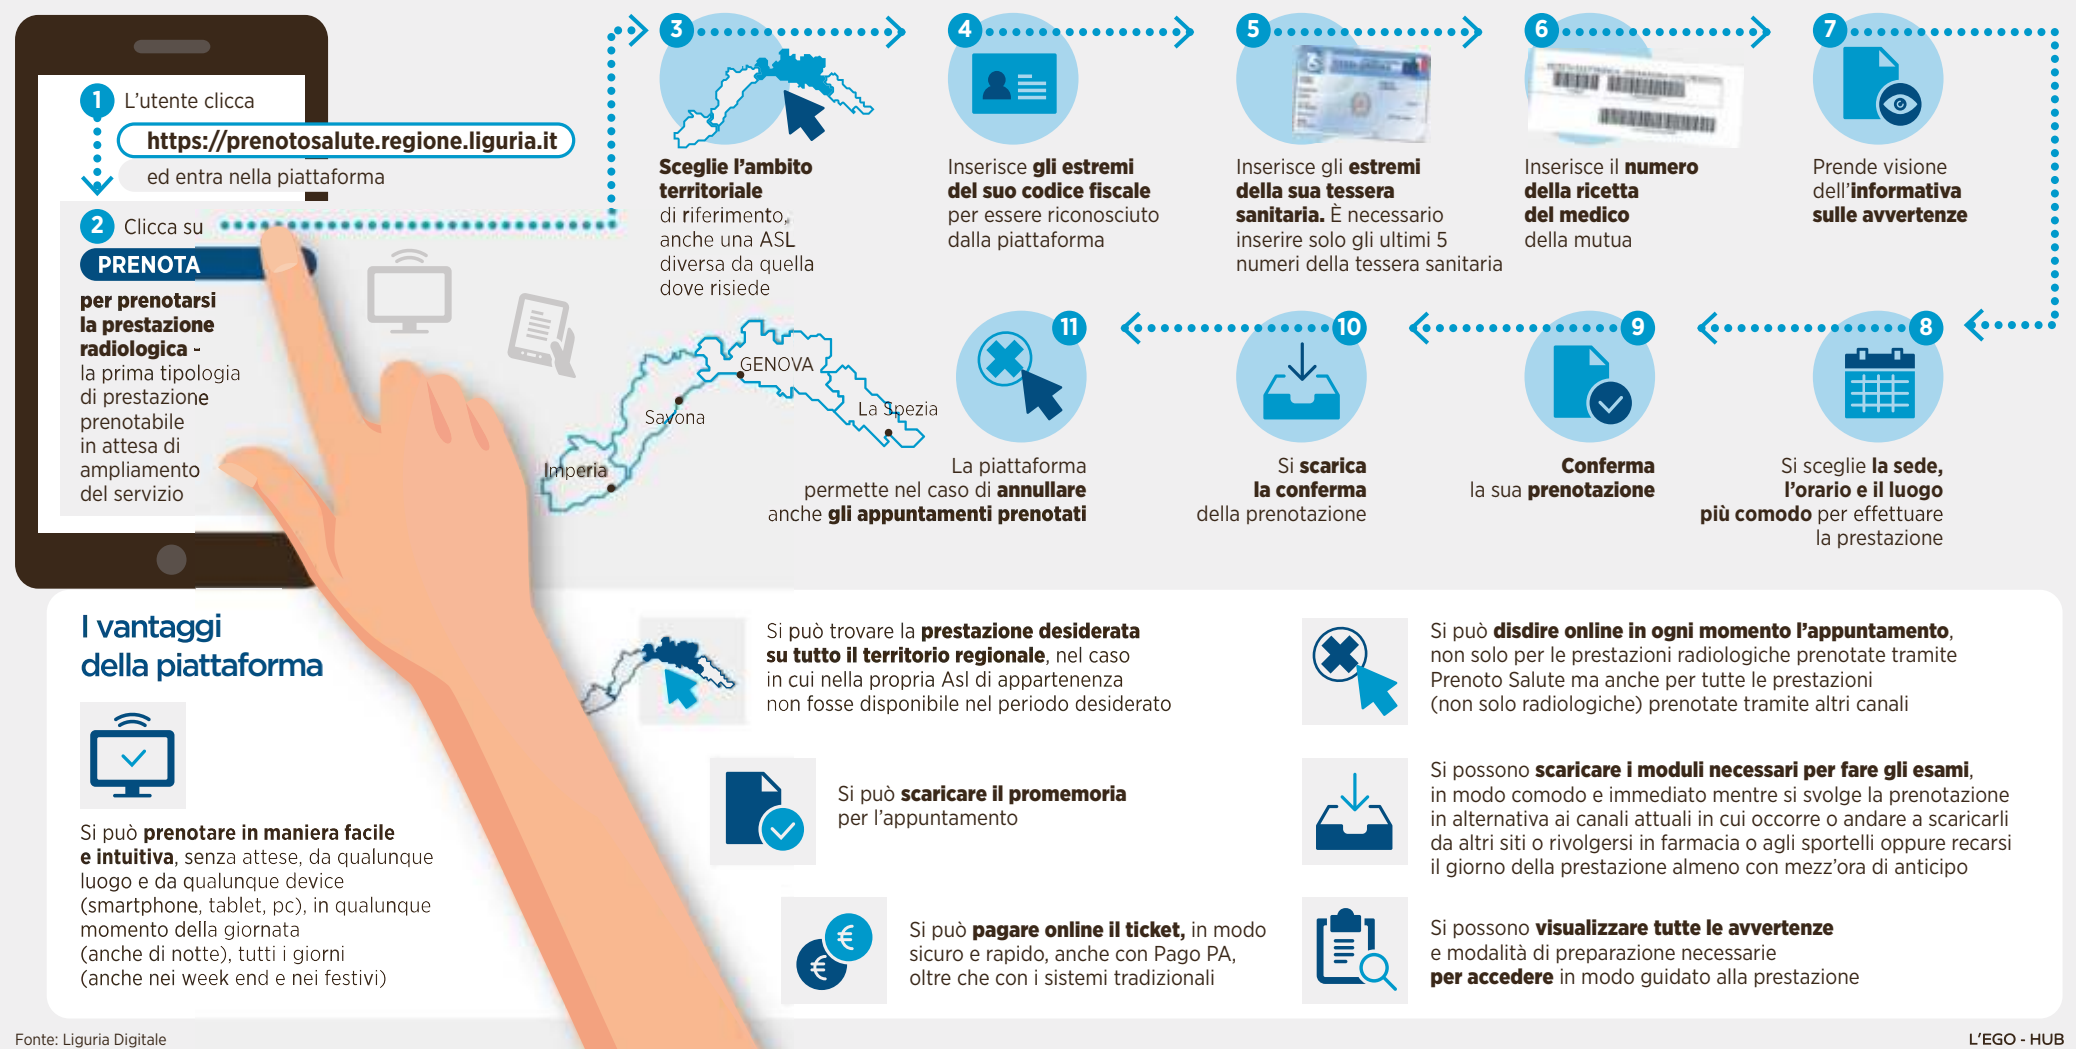 1 L'utente clicca
https://prenotosalute.regione.liguria.it
ed entra nella piattaforma
2 Clicca su
PRENOTA
per prenotarsi
la prestazione
radiologica -
la prima tipologia
di prestazione
prenotabile
in attesa di
ampliamento
del servizio
3
Sceglie l'ambito
territoriale
di riferimento,
anche una ASL
diversa da quella
dove risiede
4
Inserisce gli estremi
del suo codice fiscale
per essere riconosciuto
dalla piattaforma
5
Inserisce gli estremi
della sua tessera
sanitaria. È necessario
inserire solo gli ultimi 5
numeri della tessera sanitaria
6
Inserisce il numero
della ricetta
del medico
della mutua
7
Prende visione
dell'informativa
sulle avvertenze
8
Si sceglie la sede,
l'orario e il luogo
più comodo per effettuare
la prestazione
9
Conferma
la sua prenotazione
10
Si scarica
la conferma
della prenotazione
11
La piattaforma
permette nel caso di annullare
anche gli appuntamenti prenotati
GENOVA
Savona
La Spezia
Imperia
I vantaggi
della piattaforma
Si può prenotare in maniera facile
e intuitiva, senza attese, da qualunque
luogo e da qualunque device
(smartphone, tablet, pc), in qualunque
momento della giornata
(anche di notte), tutti i giorni
(anche nei week end e nei festivi)
Si può trovare la prestazione desiderata
su tutto il territorio regionale, nel caso
in cui nella propria Asl di appartenenza
non fosse disponibile nel periodo desiderato
Si può scaricare il promemoria
per l'appuntamento
Si può pagare online il ticket, in modo
sicuro e rapido, anche con Pago PA,
oltre che con i sistemi tradizionali
Si può disdire online in ogni momento l'appuntamento,
non solo per le prestazioni radiologiche prenotate tramite
Prenoto Salute ma anche per tutte le prestazioni
(non solo radiologiche) prenotate tramite altri canali
Si possono scaricare i moduli necessari per fare gli esami,
in modo comodo e immediato mentre si svolge la prenotazione
in alternativa ai canali attuali in cui occorre o andare a scaricarli
da altri siti o rivolgersi in farmacia o agli sportelli oppure recarsi
il giorno della prestazione almeno con mezz'ora di anticipo
Si possono visualizzare tutte le avvertenze
e modalità di preparazione necessarie
per accedere in modo guidato alla prestazione
Fonte: Liguria Digitale
L'EGO - HUB